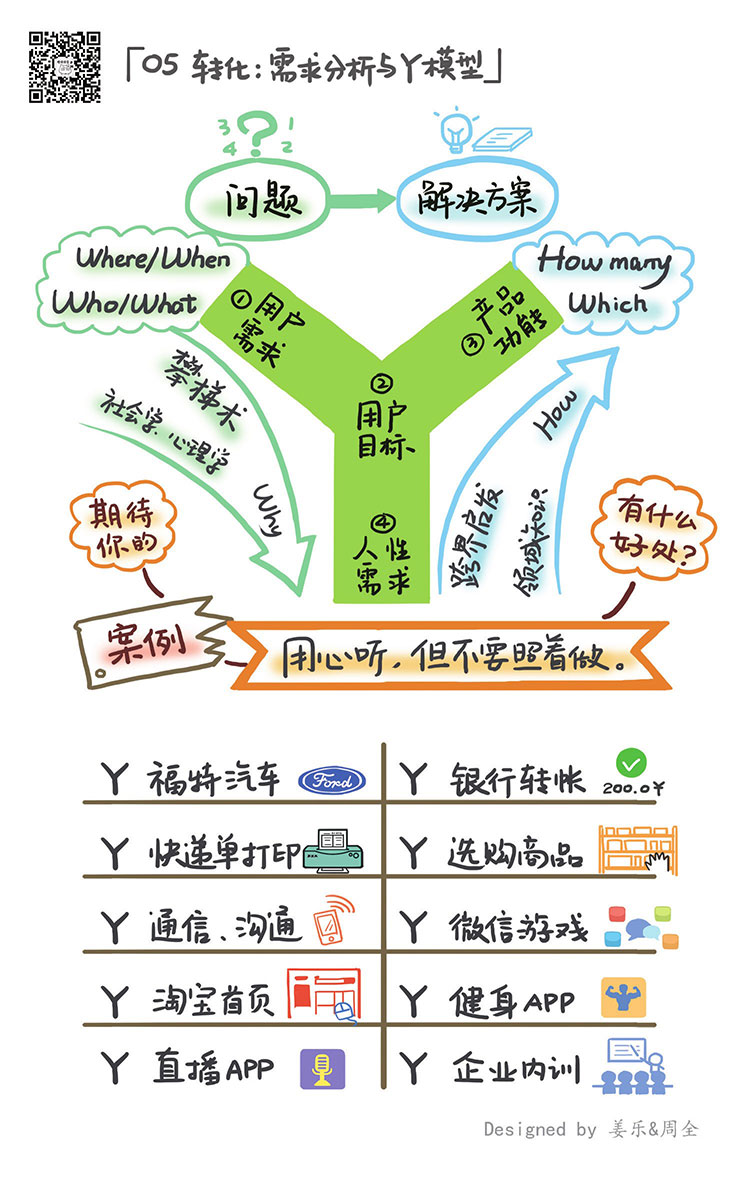 「05 转化：需求分析与Y模型」
3 ? 1
4 2
问题
解决方案
Where/When
Who/What
How many
Which
①用户
需求
③产品
功能
②
用户
目标
④
人性
需求
攀梯术
社会学、心理学
Why
How
跨界启发
领域知识
期待
你的
有什么
好处？
案例
用心听，但不要照着做。
Y 福特汽车 Ford
Y 银行转帐
200.0¥
Y 快递单打印
Y 选购商品
Y 通信、沟通
Y 微信游戏
Y 淘宝首页
Y 健身APP
Y 直播APP
Y 企业内训
Designed by 姜乐&周全